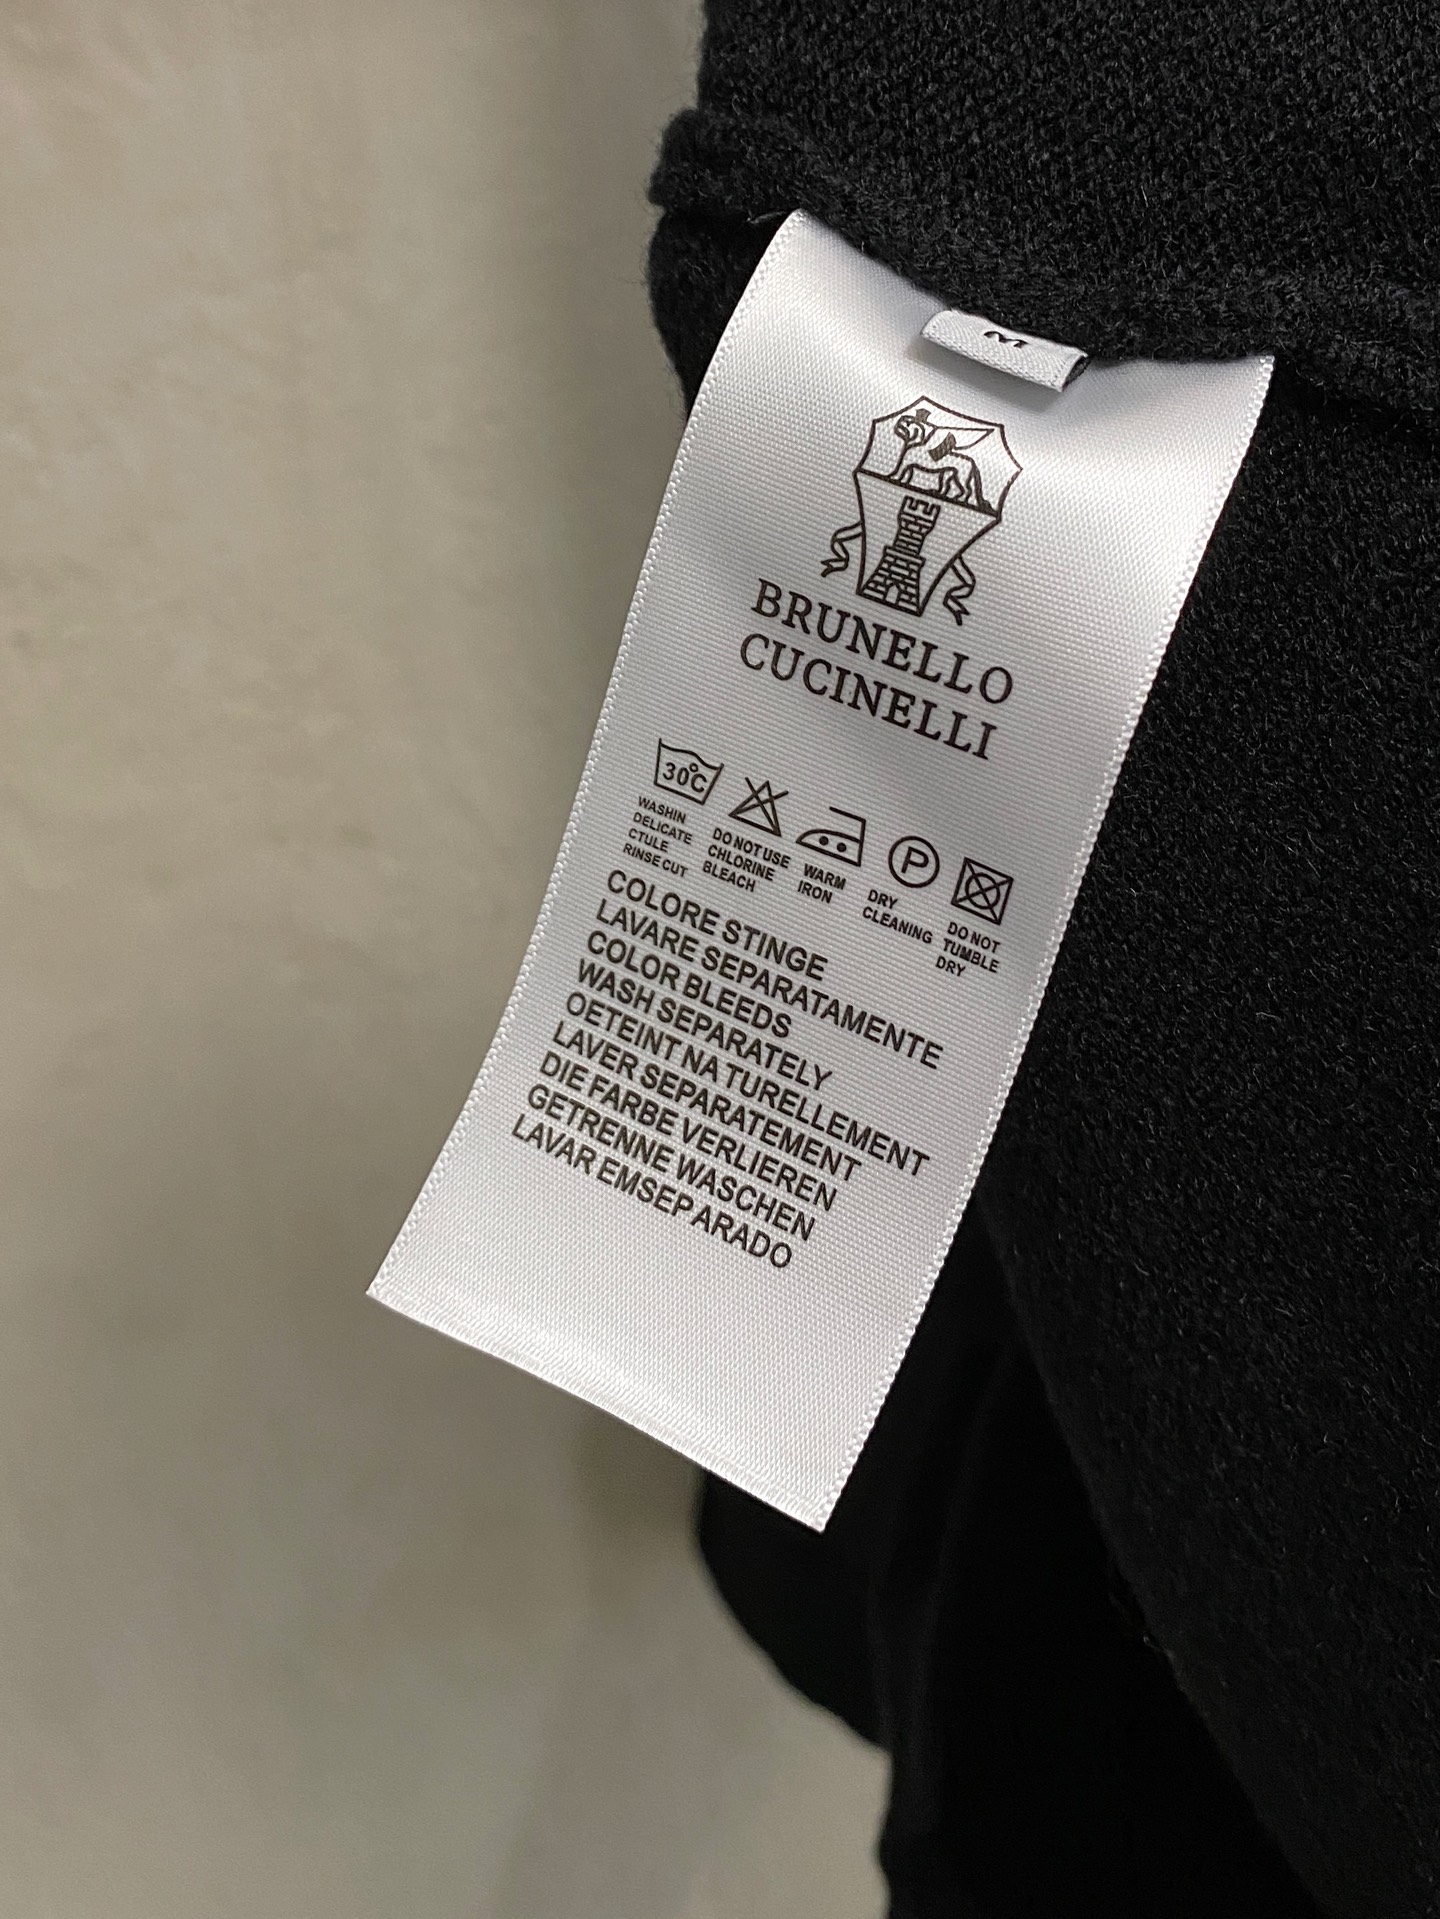 M
BRUNELLO
CUCINELLI
30°C
WASHIN
DELICATE
CTULE
RINSE CUT
DO NOT USE
CHLORINE
BLEACH
WARM
IRON
P
DRY
CLEANING
DO NOT
TUMBLE
DRY
COLORE STINGE
LAVARE SEPARATAMENTE
COLOR BLEEDS
WASH SEPARATELY
OETEINT NATURELLEMENT
LAVER SEPARATEMENT
DIE FARBE VERLIEREN
GETRENNE WASCHEN
LAVAR EMSEP ARADO